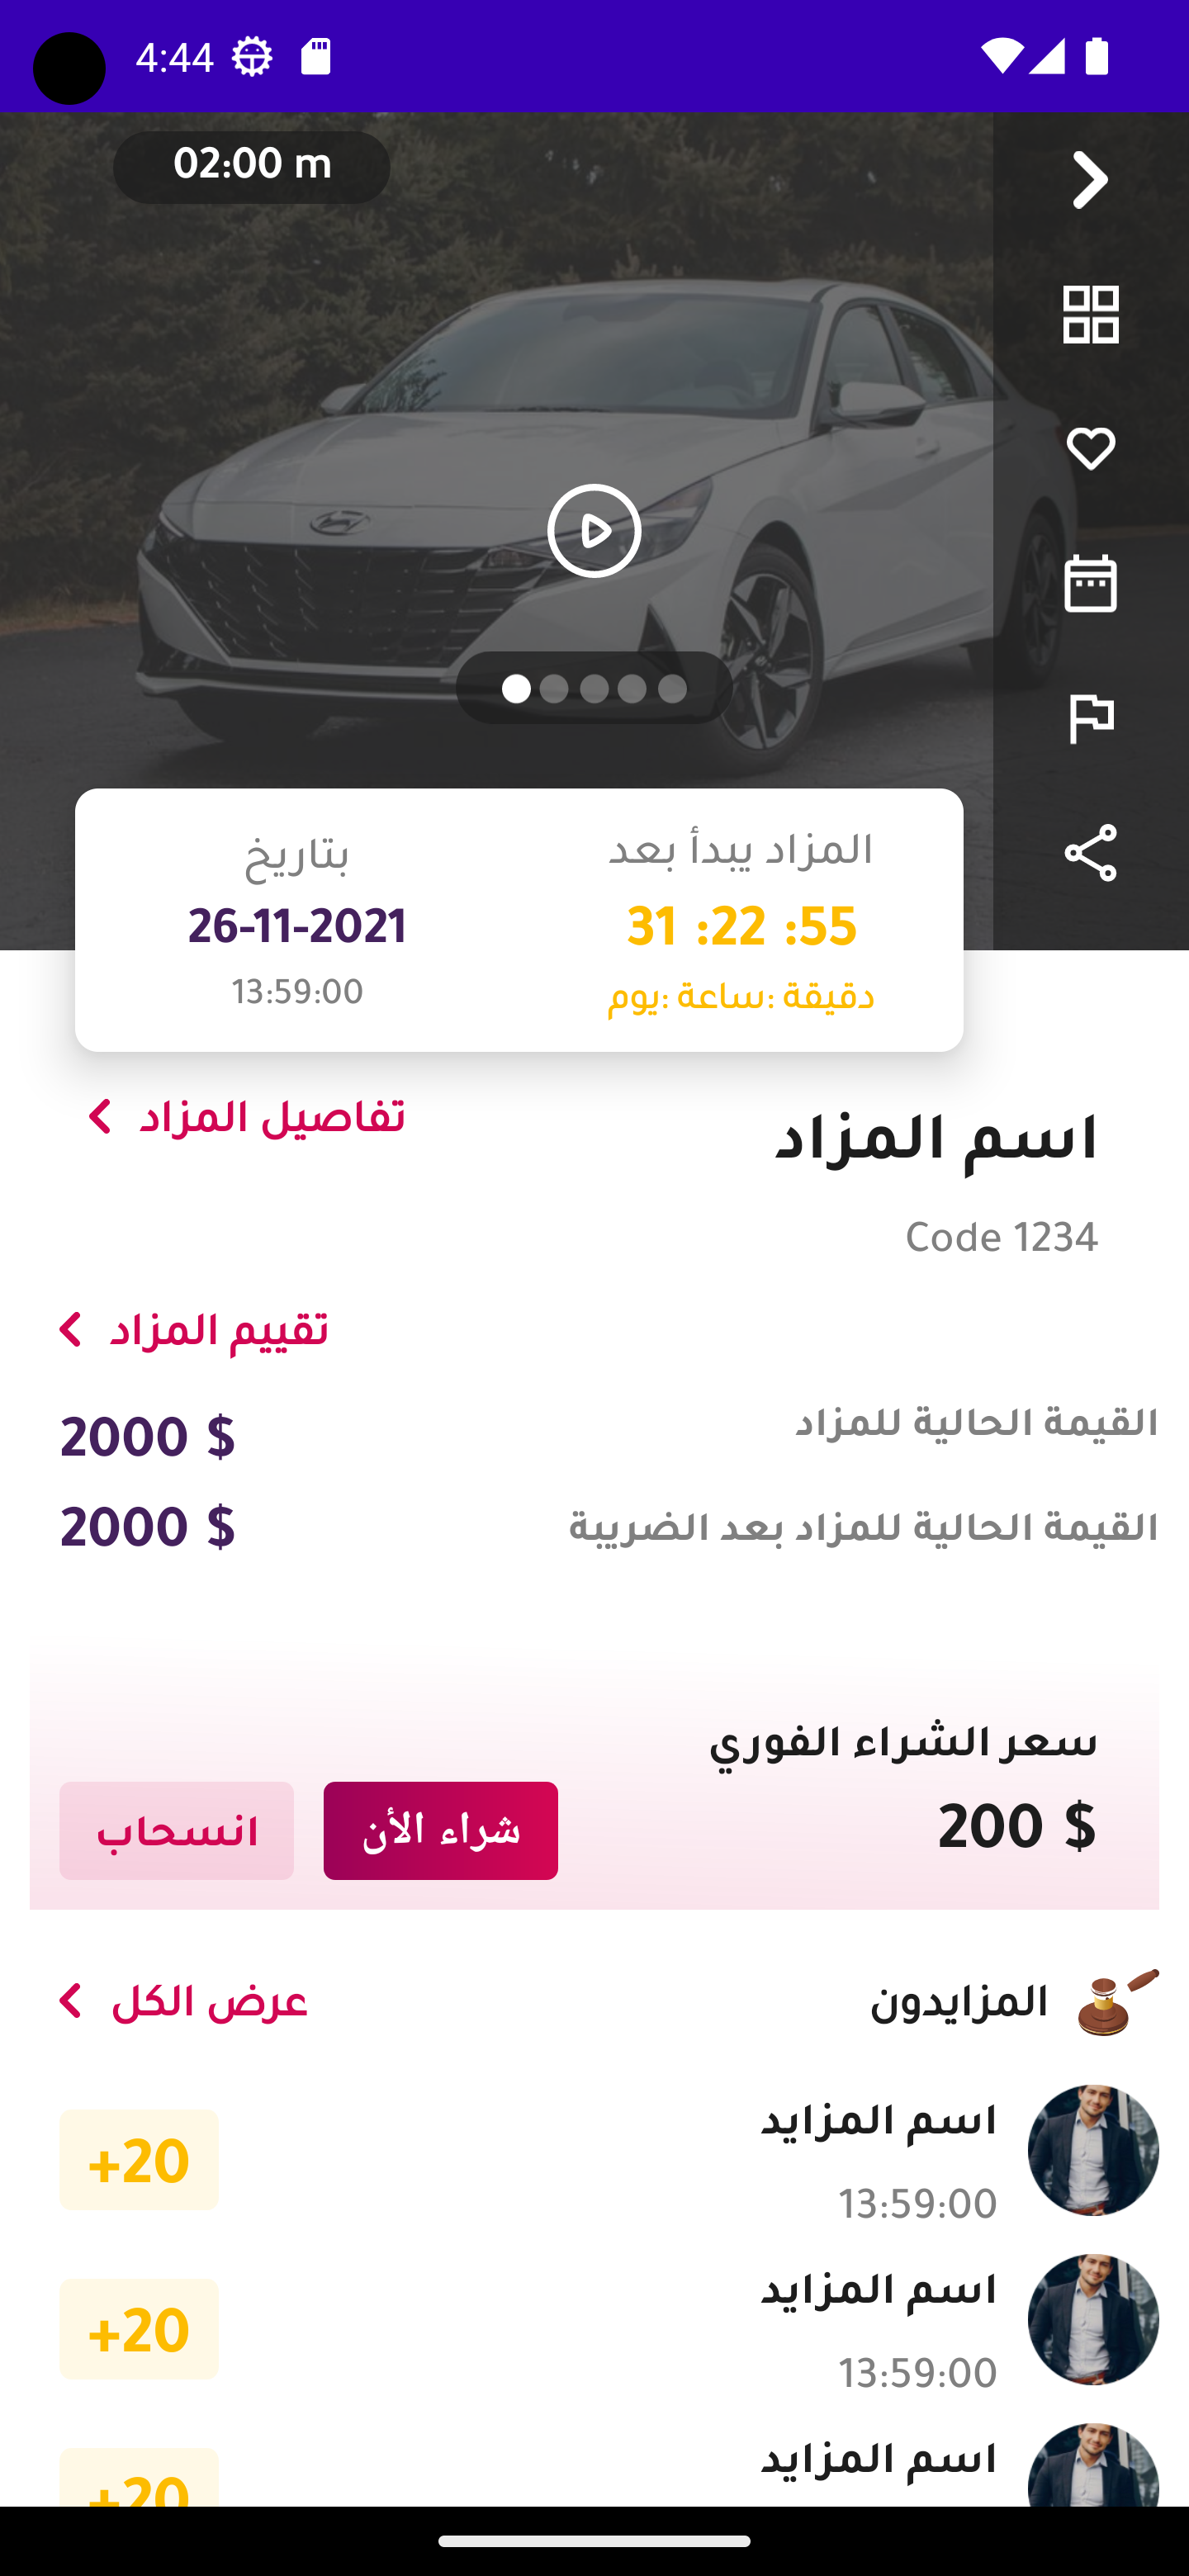 4:44
02:00 m
المزاد يبدأ بعد
31 :22 :55
دقيقة :ساعة :يوم
بتاريخ
26-11-2021
13:59:00
اسم المزاد
تفاصيل المزاد
Code 1234
تقييم المزاد
القيمة الحالية للمزاد
2000 $
القيمة الحالية للمزاد بعد الضريبة
2000 $
سعر الشراء الفوري
200 $
شراء الأن
انسحاب
المزايدون
عرض الكل
اسم المزايد
13:59:00
+20
اسم المزايد
13:59:00
+20
اسم المزايد
+20